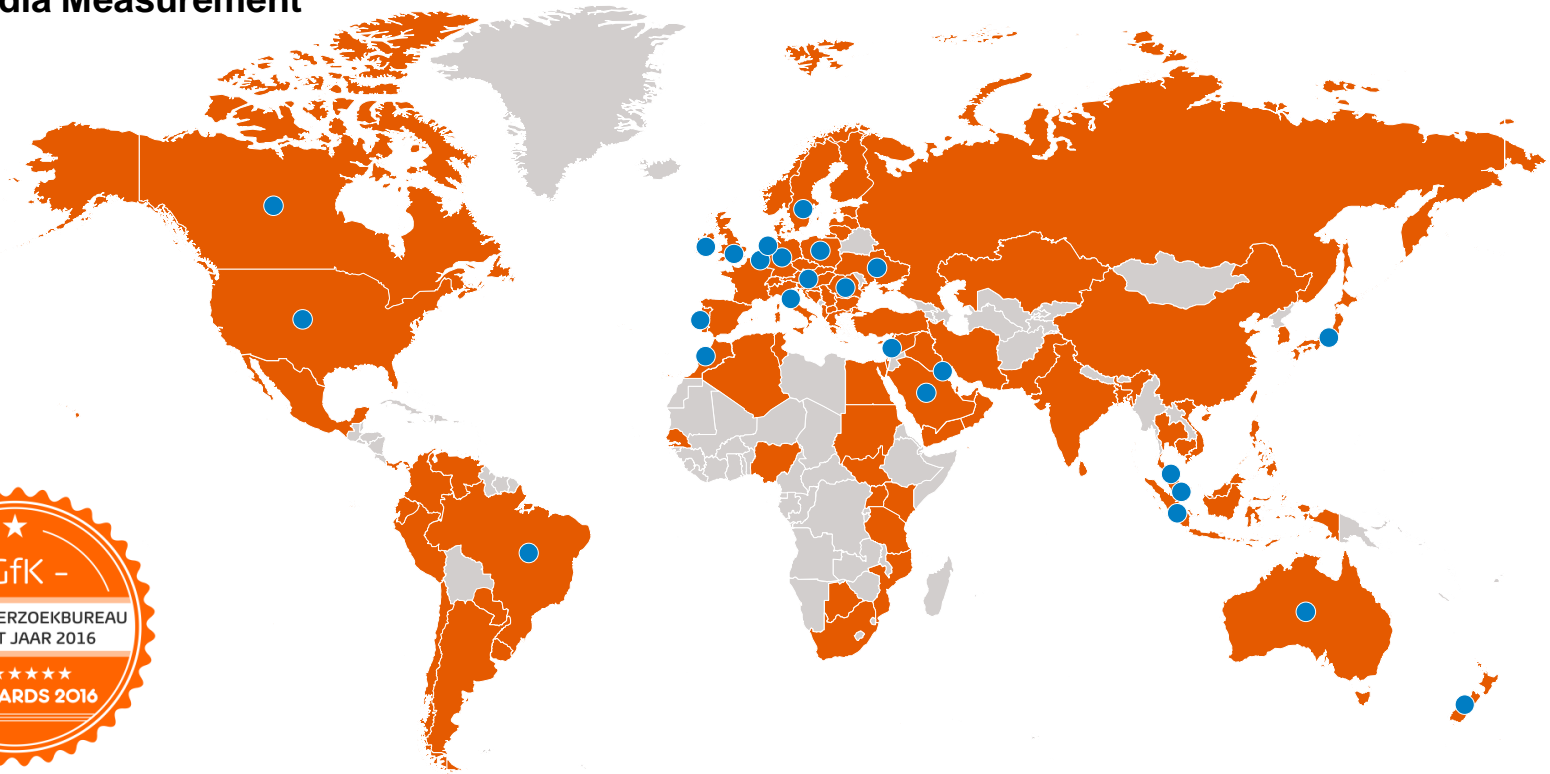 dia Measurement
GfK -
ERZOEKBUREAU
T JAAR 2016
ARDS 2016